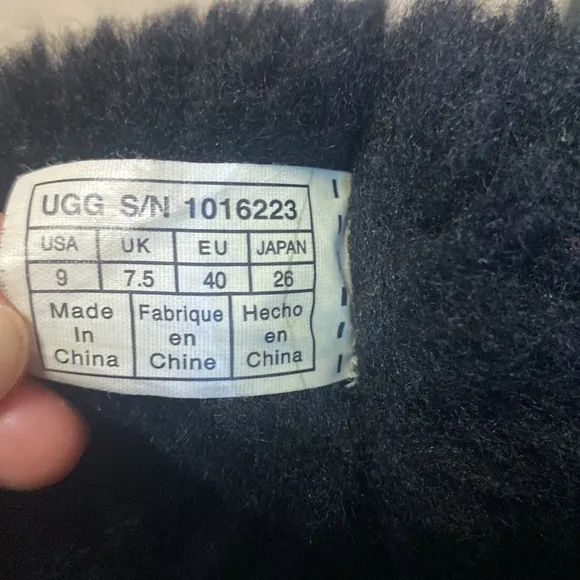 UGG S/N 1016223
USA UK EU JAPAN
9 7.5 40 26
Made Fabrique Hecho
In en en
China Chine China